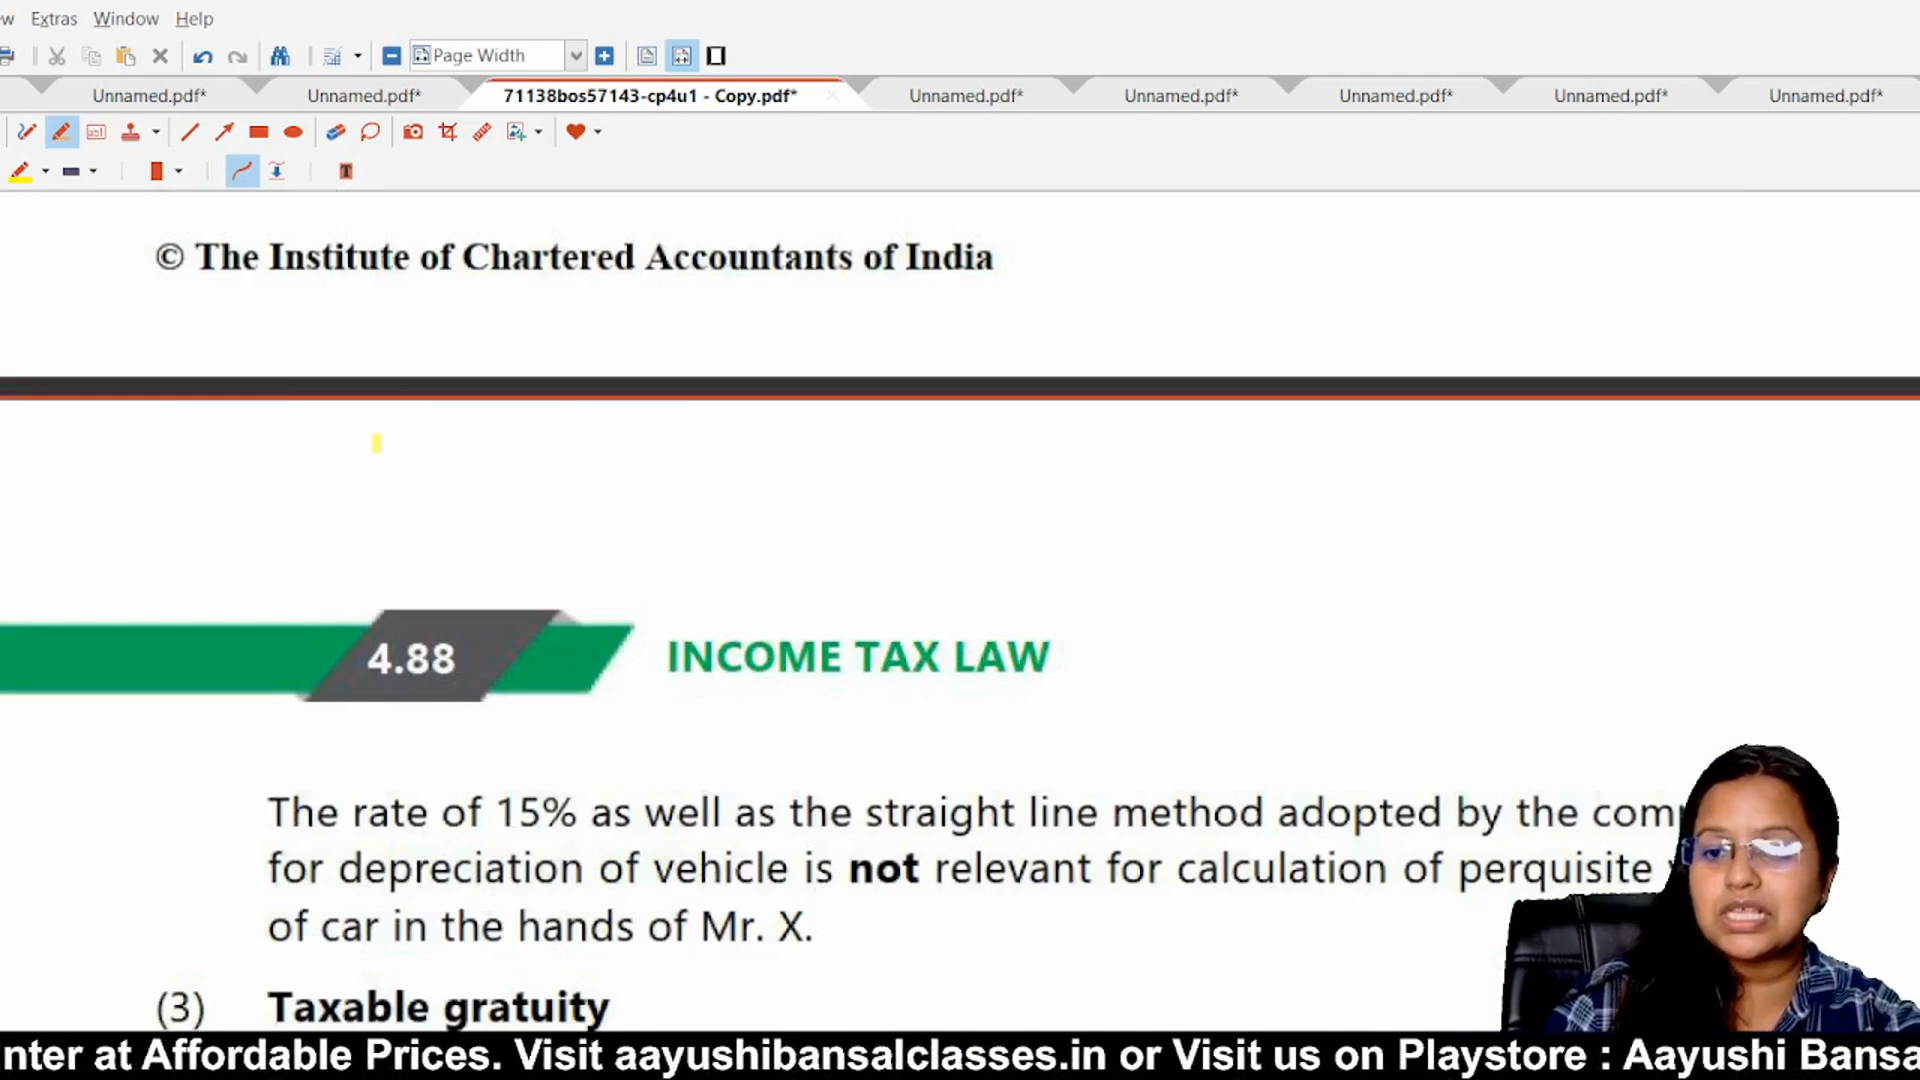 Extras Window Help
Page Width
Unnamed.pdf* Unnamed.pdf* 71138bos57143-cp4u1 - Copy.pdf* Unnamed.pdf* Unnamed.pdf* Unnamed.pdf* Unnamed.pdf* Unnamed.pdf*
© The Institute of Chartered Accountants of India
4.88 INCOME TAX LAW
The rate of 15% as well as the straight line method adopted by the
for depreciation of vehicle is not relevant for calculation of perquisite
of car in the hands of Mr. X.
(3) Taxable gratuity
at Affordable Prices. Visit aayushibansalclasses.in or Visit us on Playstore : Aayushi